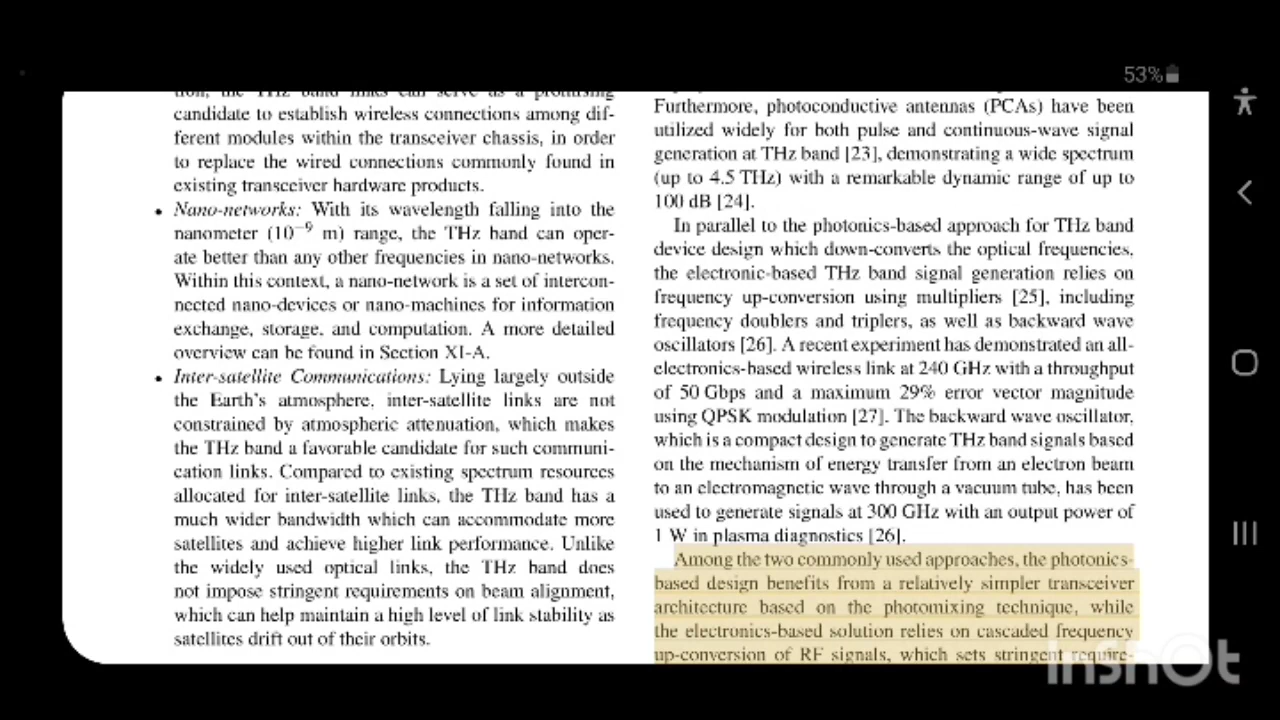 53%
tion, the THz band links can serve as a promising
candidate to establish wireless connections among dif-
ferent modules within the transceiver chassis, in order
to replace the wired connections commonly found in
existing transceiver hardware products.
• Nano-networks: With its wavelength falling into the
nanometer (10⁻⁹ m) range, the THz band can oper-
ate better than any other frequencies in nano-networks.
Within this context, a nano-network is a set of intercon-
nected nano-devices or nano-machines for information
exchange, storage, and computation. A more detailed
overview can be found in Section XI-A.
• Inter-satellite Communications: Lying largely outside
the Earth's atmosphere, inter-satellite links are not
constrained by atmospheric attenuation, which makes
the THz band a favorable candidate for such communi-
cation links. Compared to existing spectrum resources
allocated for inter-satellite links, the THz band has a
much wider bandwidth which can accommodate more
satellites and achieve higher link performance. Unlike
the widely used optical links, the THz band does
not impose stringent requirements on beam alignment,
which can help maintain a high level of link stability as
satellites drift out of their orbits.
Furthermore, photoconductive antennas (PCAs) have been
utilized widely for both pulse and continuous-wave signal
generation at THz band [23], demonstrating a wide spectrum
(up to 4.5 THz) with a remarkable dynamic range of up to
100 dB [24].
In parallel to the photonics-based approach for THz band
device design which down-converts the optical frequencies,
the electronic-based THz band signal generation relies on
frequency up-conversion using multipliers [25], including
frequency doublers and triplers, as well as backward wave
oscillators [26]. A recent experiment has demonstrated an all-
electronics-based wireless link at 240 GHz with a throughput
of 50 Gbps and a maximum 29% error vector magnitude
using QPSK modulation [27]. The backward wave oscillator,
which is a compact design to generate THz band signals based
on the mechanism of energy transfer from an electron beam
to an electromagnetic wave through a vacuum tube, has been
used to generate signals at 300 GHz with an output power of
1 W in plasma diagnostics [26].
Among the two commonly used approaches, the photonics-
based design benefits from a relatively simpler transceiver
architecture based on the photomixing technique, while
the electronics-based solution relies on cascaded frequency
up-conversion of RF signals, which sets stringent require-
InShOt